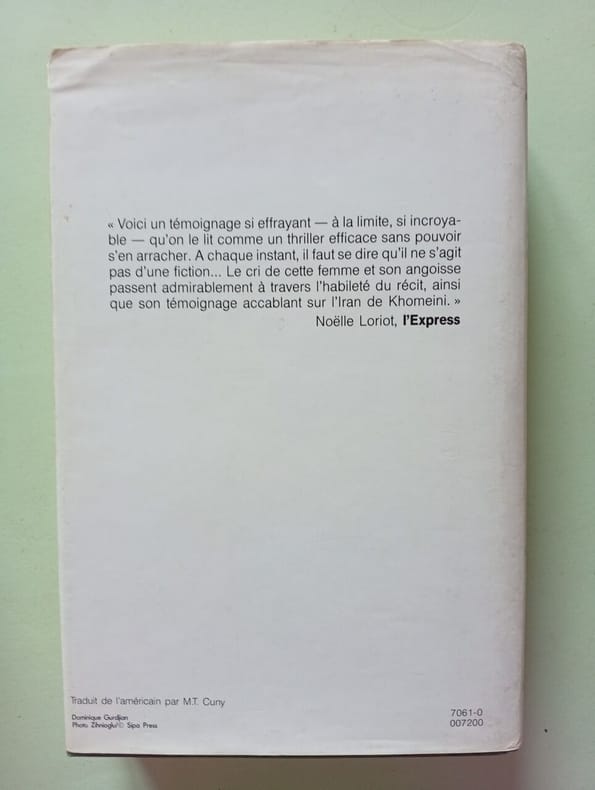 « Voici un témoignage si effrayant — à la limite, si incroya-
ble — qu'on le lit comme un thriller efficace sans pouvoir
s'en arracher. A chaque instant, il faut se dire qu'il ne s'agit
pas d'une fiction... Le cri de cette femme et son angoisse
passent admirablement à travers l'habileté du récit, ainsi
que son témoignage accablant sur l'Iran de Khomeini. »
Noëlle Loriot, l'Express
Traduit de l'américain par M.T. Cuny
Dominique Gurdjian
Photo Zihnioglu/© Sipa Press
7061-0
007200